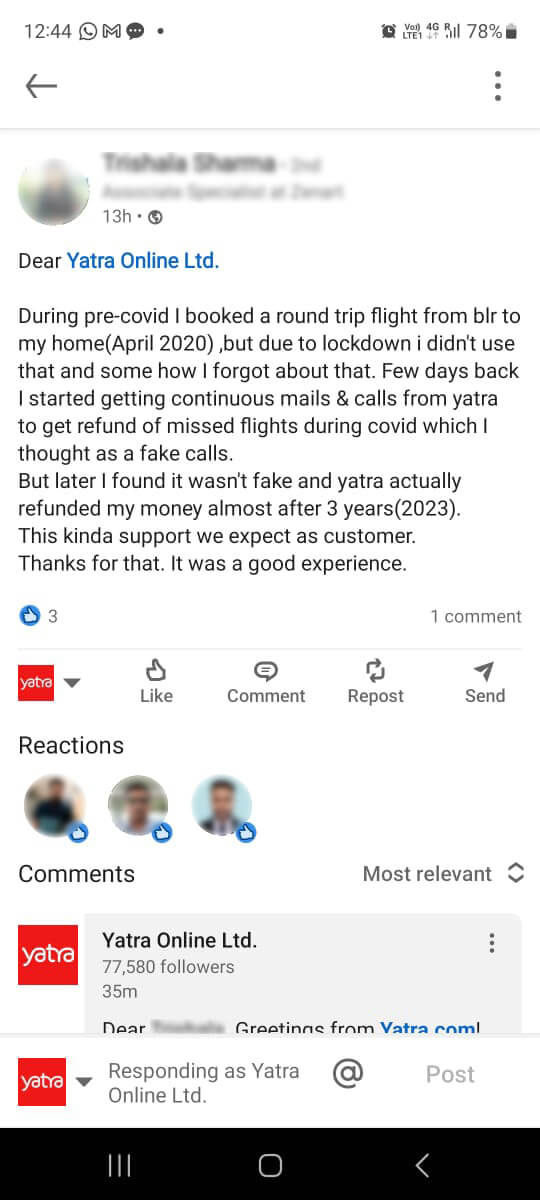 12:44
Vo)) 4G R 78%
LTE1
13h •
Dear Yatra Online Ltd.
During pre-covid I booked a round trip flight from blr to
my home(April 2020) ,but due to lockdown i didn't use
that and some how I forgot about that. Few days back
I started getting continuous mails & calls from yatra
to get refund of missed flights during covid which I
thought as a fake calls.
But later I found it wasn't fake and yatra actually
refunded my money almost after 3 years(2023).
This kinda support we expect as customer.
Thanks for that. It was a good experience.
3 1 comment
yatra Like Comment Repost Send
Reactions
Comments Most relevant
yatra Yatra Online Ltd.
77,580 followers
35m
Dear Greetings from Yatra.com!
yatra Responding as Yatra @ Post
Online Ltd.